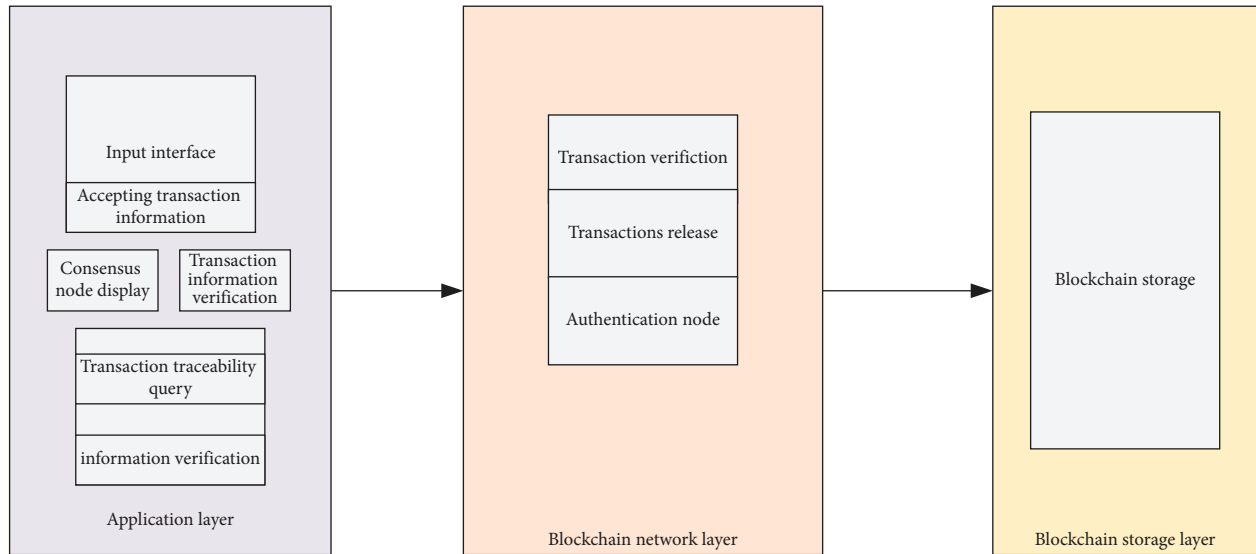 Input interface
Accepting transaction
information
Consensus
node display
Transaction
information
verification
Transaction traceability
query
information verification
Application layer
Transaction verifiction
Transactions release
Authentication node
Blockchain network layer
Blockchain storage
Blockchain storage layer